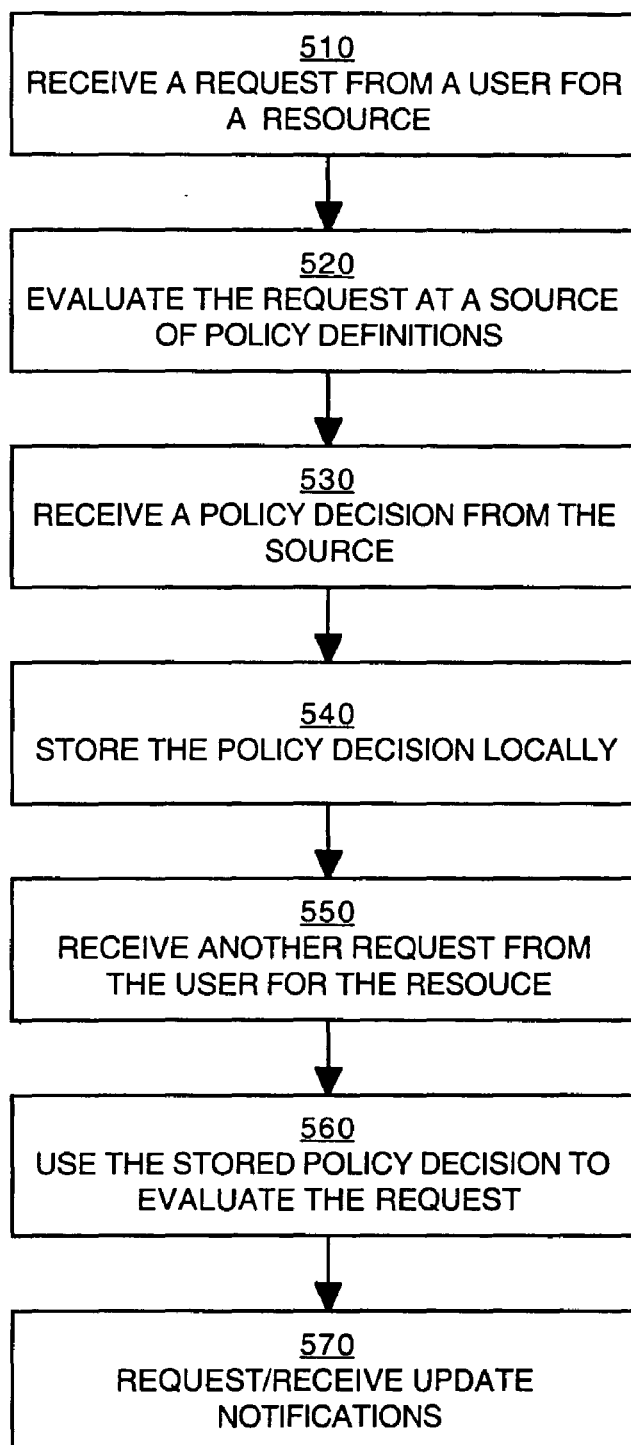 510
RECEIVE A REQUEST FROM A USER FOR
A RESOURCE
520
EVALUATE THE REQUEST AT A SOURCE
OF POLICY DEFINITIONS
530
RECEIVE A POLICY DECISION FROM THE
SOURCE
540
STORE THE POLICY DECISION LOCALLY
550
RECEIVE ANOTHER REQUEST FROM
THE USER FOR THE RESOUCE
560
USE THE STORED POLICY DECISION TO
EVALUATE THE REQUEST
570
REQUEST/RECEIVE UPDATE
NOTIFICATIONS